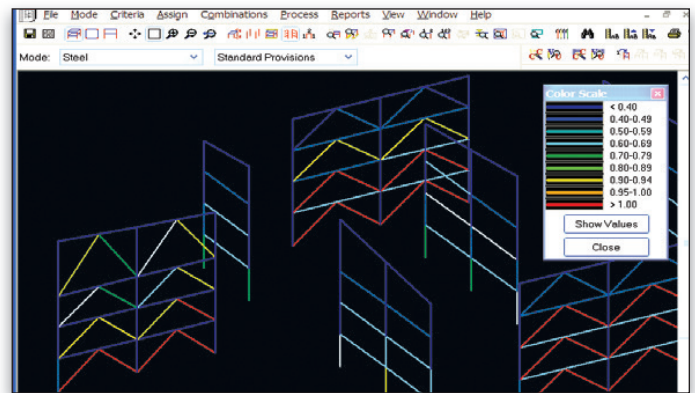 File Mode Criteria Assign Combinations Process Reports View Window Help
Mode: Steel Standard Provisions
Color Scale
< 0.40
0.40-0.49
0.50-0.59
0.60-0.69
0.70-0.79
0.80-0.89
0.90-0.94
0.95-1.00
> 1.00
Show Values
Close